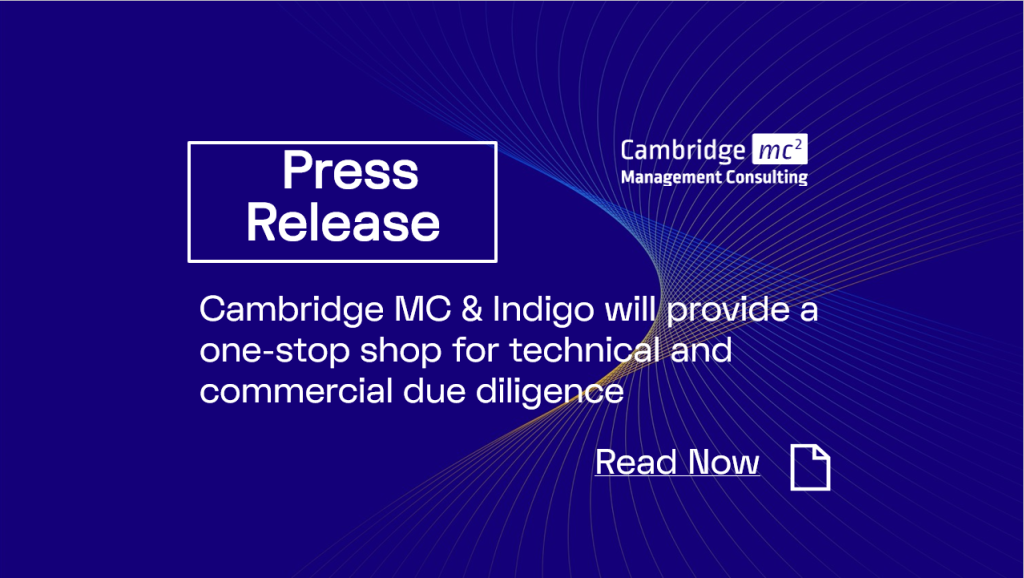 Press
Release
Cambridge mc²
Management Consulting
Cambridge MC & Indigo will provide a
one-stop shop for technical and
commercial due diligence
Read Now